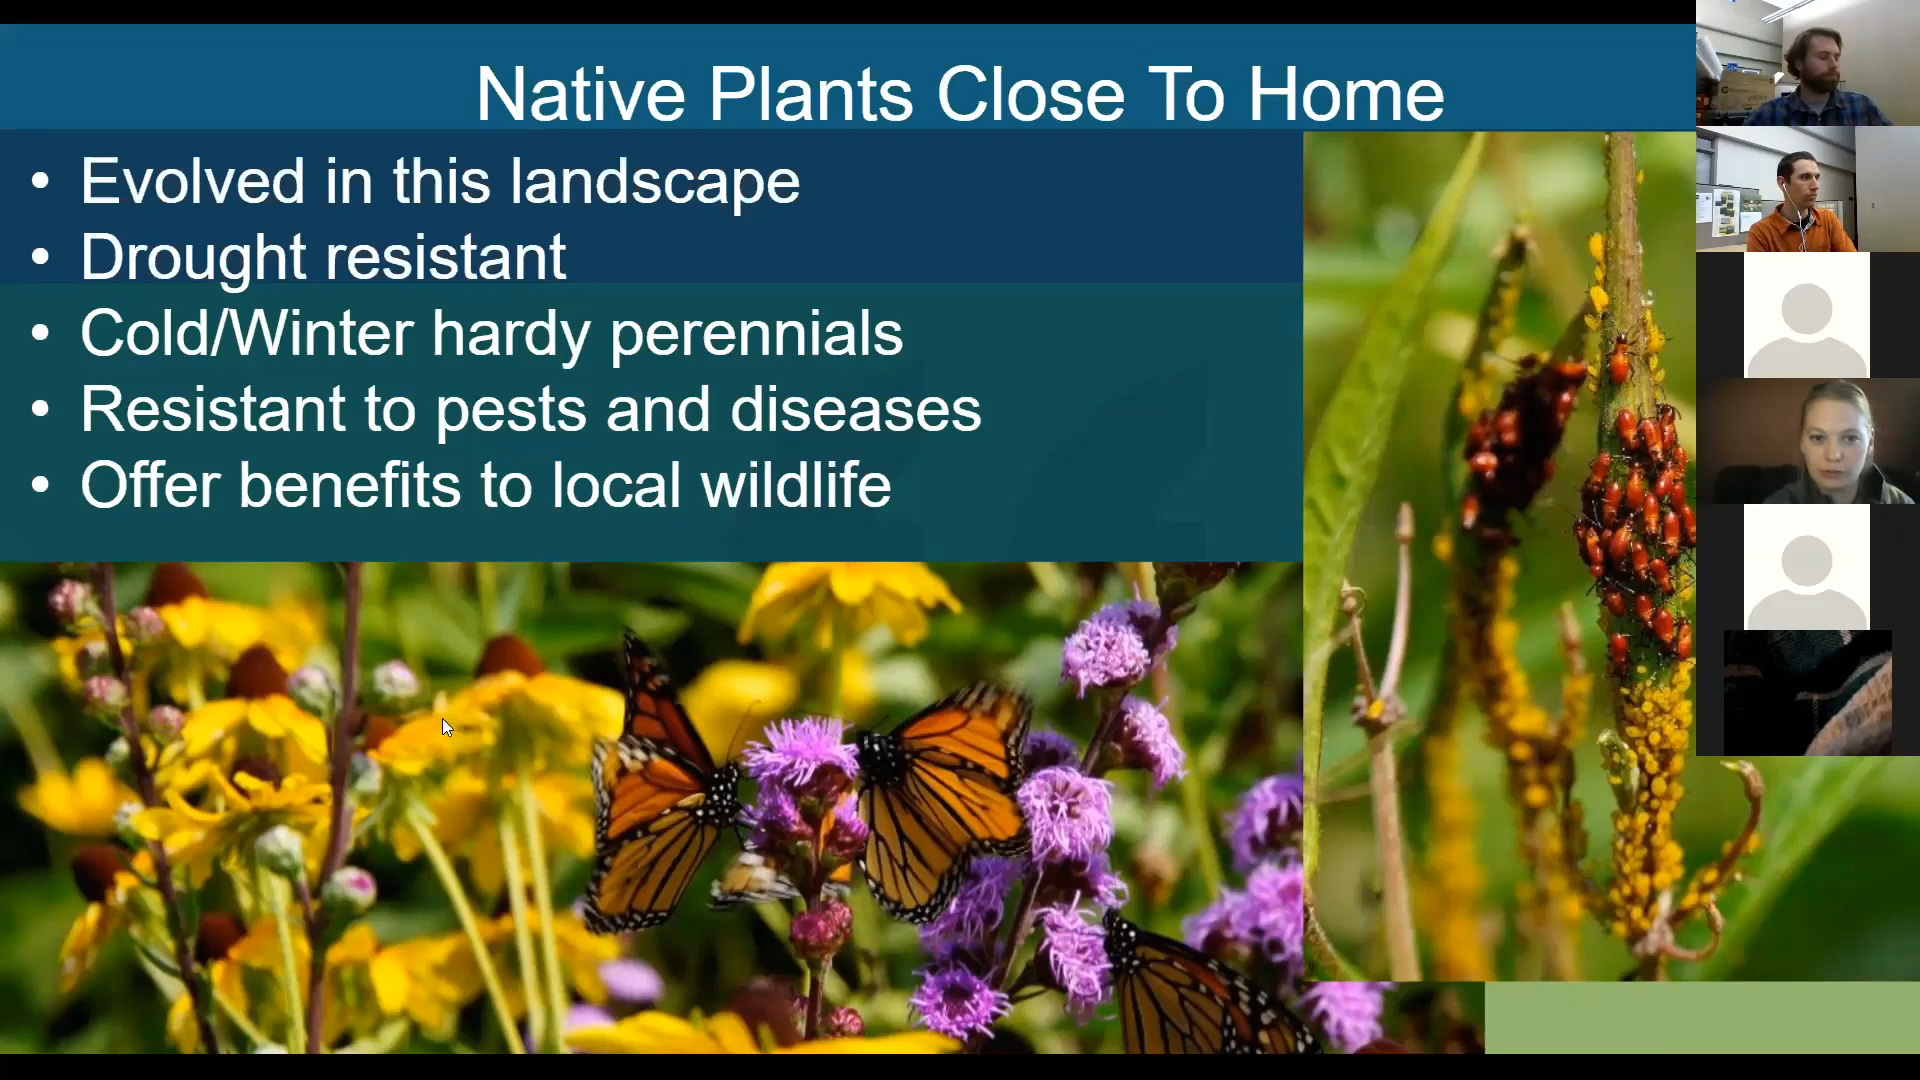 Native Plants Close To Home
• Evolved in this landscape
• Drought resistant
• Cold/Winter hardy perennials
• Resistant to pests and diseases
• Offer benefits to local wildlife